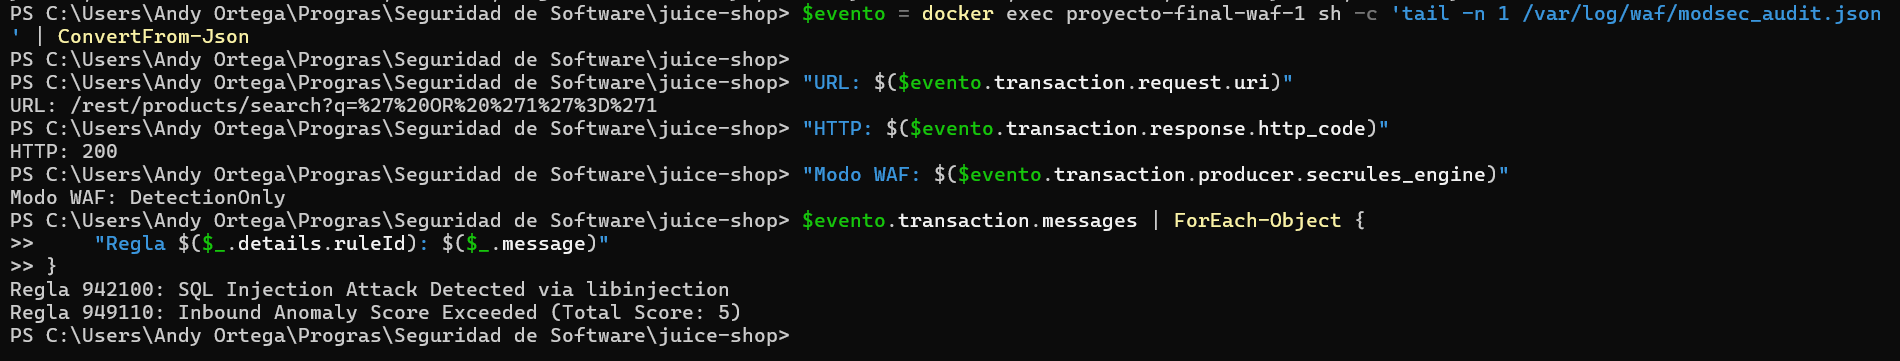 PS C:\Users\Andy Ortega\Progras\Seguridad de Software\juice-shop> $evento = docker exec proyecto-final-waf-1 sh -c 'tail -n 1 /var/log/waf/modsec_audit.json
' | ConvertFrom-Json
PS C:\Users\Andy Ortega\Progras\Seguridad de Software\juice-shop>
PS C:\Users\Andy Ortega\Progras\Seguridad de Software\juice-shop> "URL: $($evento.transaction.request.uri)"
URL: /rest/products/search?q=%27%20OR%20%271%27%3D%271
PS C:\Users\Andy Ortega\Progras\Seguridad de Software\juice-shop> "HTTP: $($evento.transaction.response.http_code)"
HTTP: 200
PS C:\Users\Andy Ortega\Progras\Seguridad de Software\juice-shop> "Modo WAF: $($evento.transaction.producer.secrules_engine)"
Modo WAF: DetectionOnly
PS C:\Users\Andy Ortega\Progras\Seguridad de Software\juice-shop> $evento.transaction.messages | ForEach-Object {
>>     "Regla $($_.details.ruleId): $($_.message)"
>> }
Regla 942100: SQL Injection Attack Detected via libinjection
Regla 949110: Inbound Anomaly Score Exceeded (Total Score: 5)
PS C:\Users\Andy Ortega\Progras\Seguridad de Software\juice-shop>